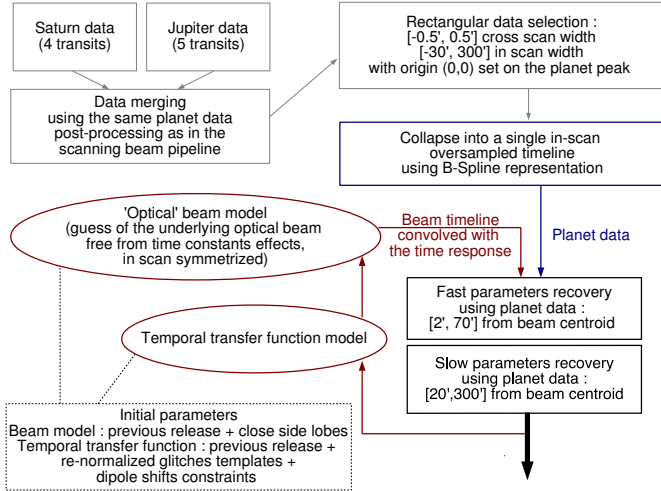 Saturn data
(4 transits)
Jupiter data
(5 transits)
Rectangular data selection :
[-0.5', 0.5'] cross scan width
[-30', 300'] in scan width
with origin (0,0) set on the planet peak
Data merging
using the same planet data
post-processing as in the
scanning beam pipeline
Collapse into a single in-scan
oversampled timeline
using B-Spline representation
'Optical' beam model
(guess of the underlying optical beam
free from time constants effects,
in scan symmetrized)
Beam timeline
convolved with
the time response
Planet data
Fast parameters recovery
using planet data :
[2', 70'] from beam centroid
Temporal transfer function model
Slow parameters recovery
using planet data :
[20',300'] from beam centroid
Initial parameters
Beam model : previous release + close side lobes
Temporal transfer function : previous release +
re-normalized glitches templates +
dipole shifts constraints